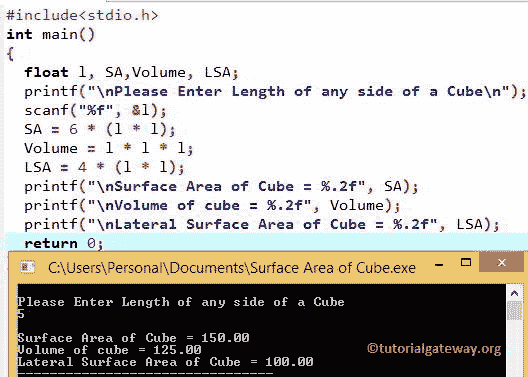 #include<stdio.h>
int main()
{
float l, SA,Volume, LSA;
printf("\nPlease Enter Length of any side of a Cube\n");
scanf("%f", &l);
SA = 6 * (l * l);
Volume = l * l * l;
LSA = 4 * (l * l);
printf("\nSurface Area of Cube = %.2f", SA);
printf("\nVolume of cube = %.2f", Volume);
printf("\nLateral Surface Area of Cube = %.2f", LSA);
return 0;
C:\Users\Personal\Documents\Surface Area of Cube.exe
Please Enter Length of any side of a Cube
5
Surface Area of Cube = 150.00
Volume of cube = 125.00
©tutorialgateway.org
Lateral Surface Area of Cube = 100.00